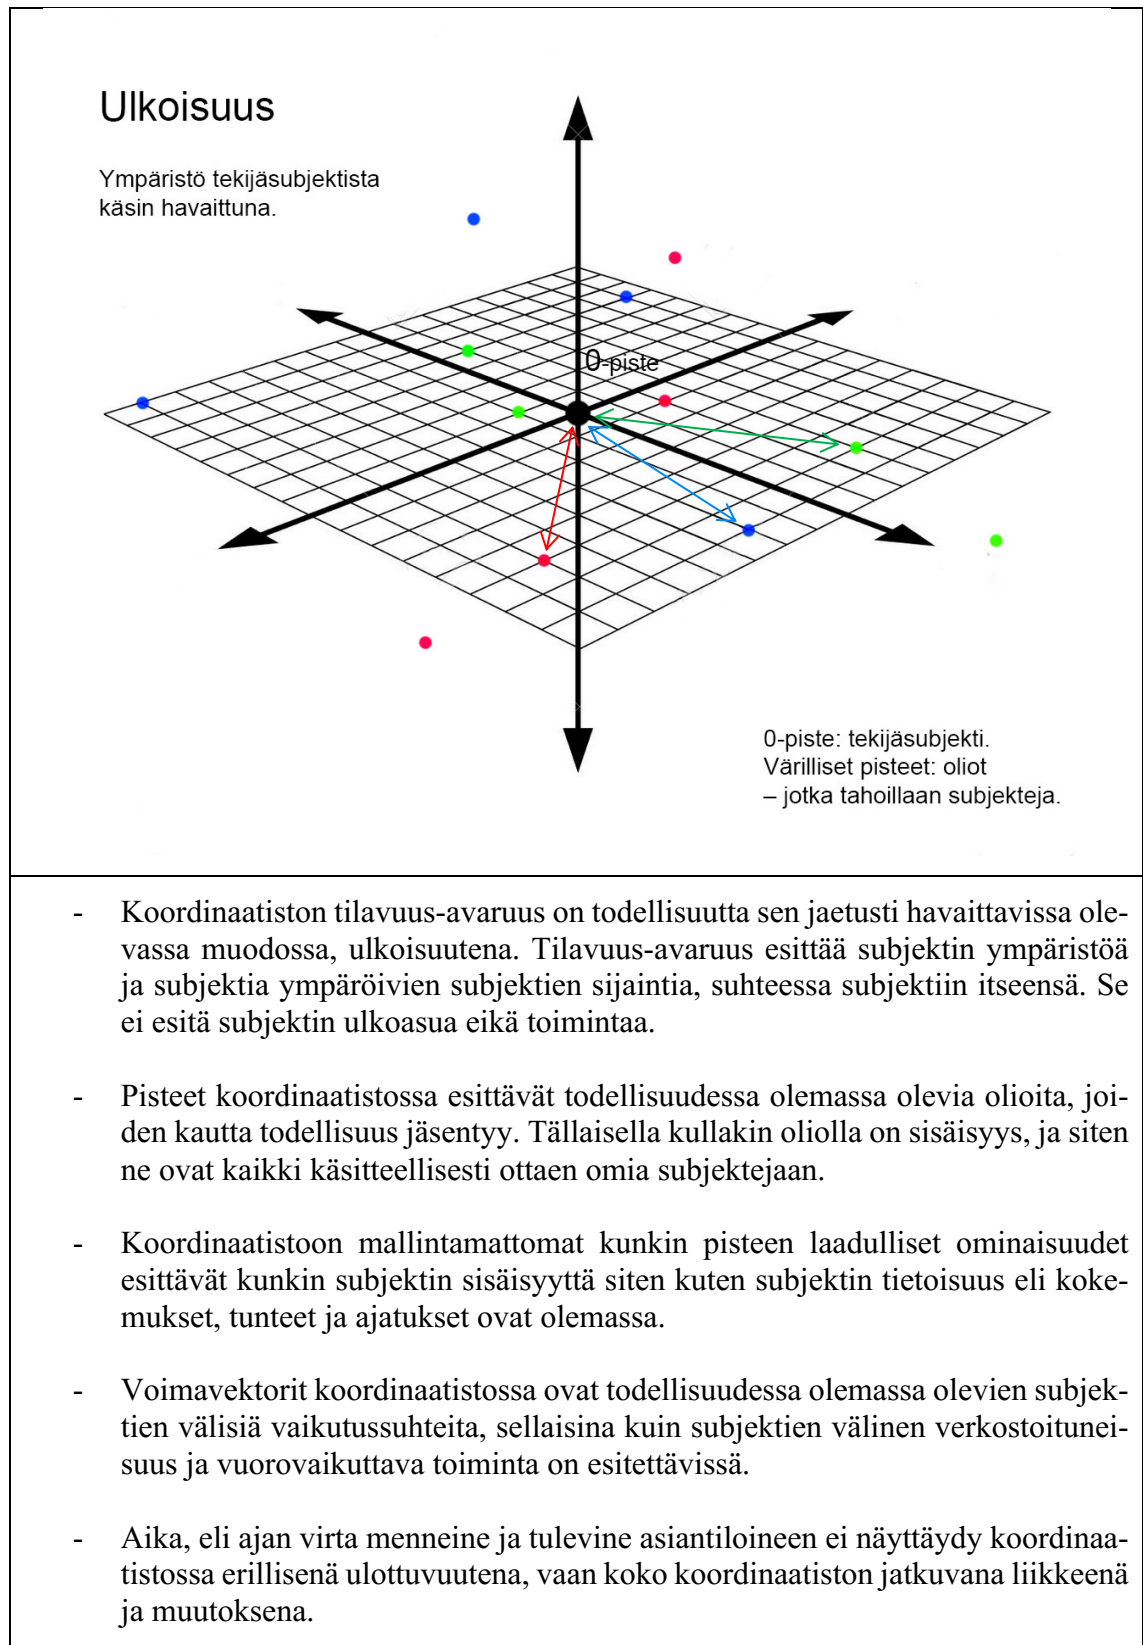 Ulkoisuus
Ympäristö tekijäsubjektista
käsin havaittuna.
0-piste
0-piste: tekijäsubjekti.
Värilliset pisteet: oliot
– jotka tahoillaan subjekteja.
- Koordinaatiston tilavuus-avaruus on todellisuutta sen jaetusti havaittavissa ole-
vassa muodossa, ulkoisuutena. Tilavuus-avaruus esittää subjektin ympäristöä
ja subjektia ympäröivien subjektien sijaintia, suhteessa subjektiin itseensä. Se
ei esitä subjektin ulkoasua eikä toimintaa.
- Pisteet koordinaatistossa esittävät todellisuudessa olemassa olevia olioita, joi-
den kautta todellisuus jäsentyy. Tällaisella kullakin oliolla on sisäisyys, ja siten
ne ovat kaikki käsitteellisesti ottaen omia subjektejaan.
- Koordinaatistoon mallintamattomat kunkin pisteen laadulliset ominaisuudet
esittävät kunkin subjektin sisäisyyttä siten kuten subjektin tietoisuus eli koke-
mukset, tunteet ja ajatukset ovat olemassa.
- Voimavektorit koordinaatistossa ovat todellisuudessa olemassa olevien subjek-
tien välisiä vaikutussuhteita, sellaisina kuin subjektien välinen verkostoitunei-
suus ja vuorovaikuttava toiminta on esitettävissä.
- Aika, eli ajan virta menneine ja tulevine asiantiloineen ei näyttäydy koordinaa-
tistossa erillisenä ulottuvuutena, vaan koko koordinaatiston jatkuvana liikkeenä
ja muutoksena.